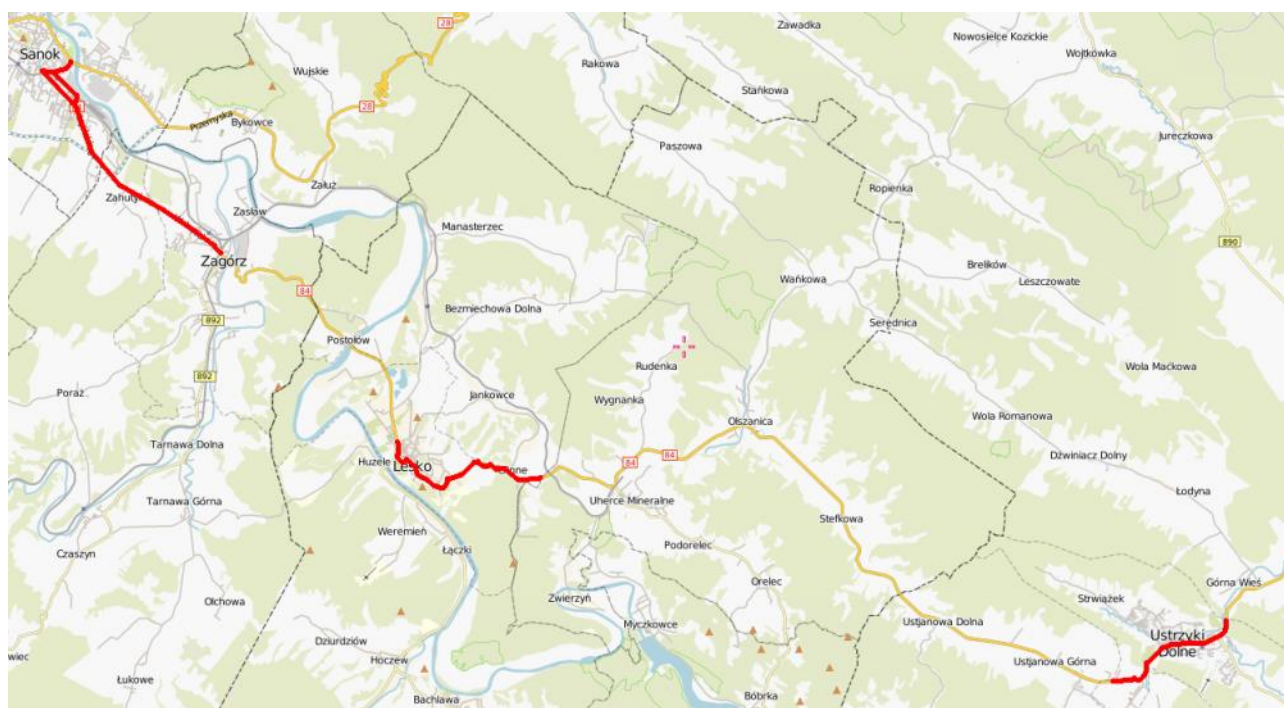 28
Zawadka
Nowosielce Kozickie
Sanok
Wojtkówka
Rakowa
Wujskie
Stańkowa
28
Przemyska
Bykowce
Jureczkowa
Paszowa
Załuż
Ropienka
Zasław
Manasterzec
890
Zagórz
Brelików
Wańkowa
Leszczowate
84
Bezmiechowa Dolna
892
Serednica
Postołów
Rudenka
Wola Maćkowa
892
Poraż
Jankowce
Wygnanka
Wola Romanowa
Olszanica
Tarnawa Dolna
84
84
Dźwiniacz Dolny
Huzele
Lesko
Łodyna
Tarnawa Górna
Uherce Mineralne
Stefkowa
Weremień
Podorelec
Czaszyn
Łączki
Orelec
Górna Wieś
Zwierzyń
Strwiążek
Olchowa
Myczkowce
Ustjanowa Dolna
Dziurdziów
Ustrzyki
Dolne
Hoczew
Ustjanowa Górna
Łukowe
Bóbrka
Bachlawa